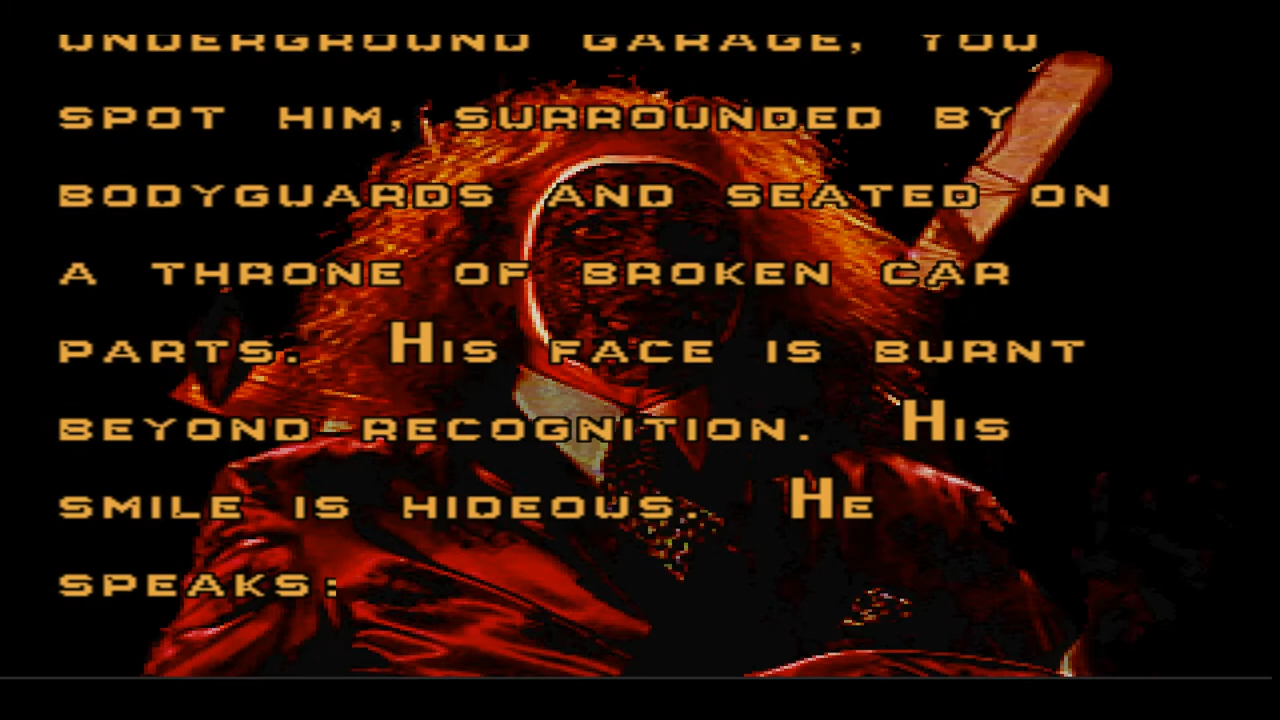 UNDERGROUND GARAGE, YOU
SPOT HIM, SURROUNDED BY
BODYGUARDS AND SEATED ON
A THRONE OF BROKEN CAR
PARTS. HIS FACE IS BURNT
BEYOND RECOGNITION. HIS
SMILE IS HIDEOUS. HE
SPEAKS: